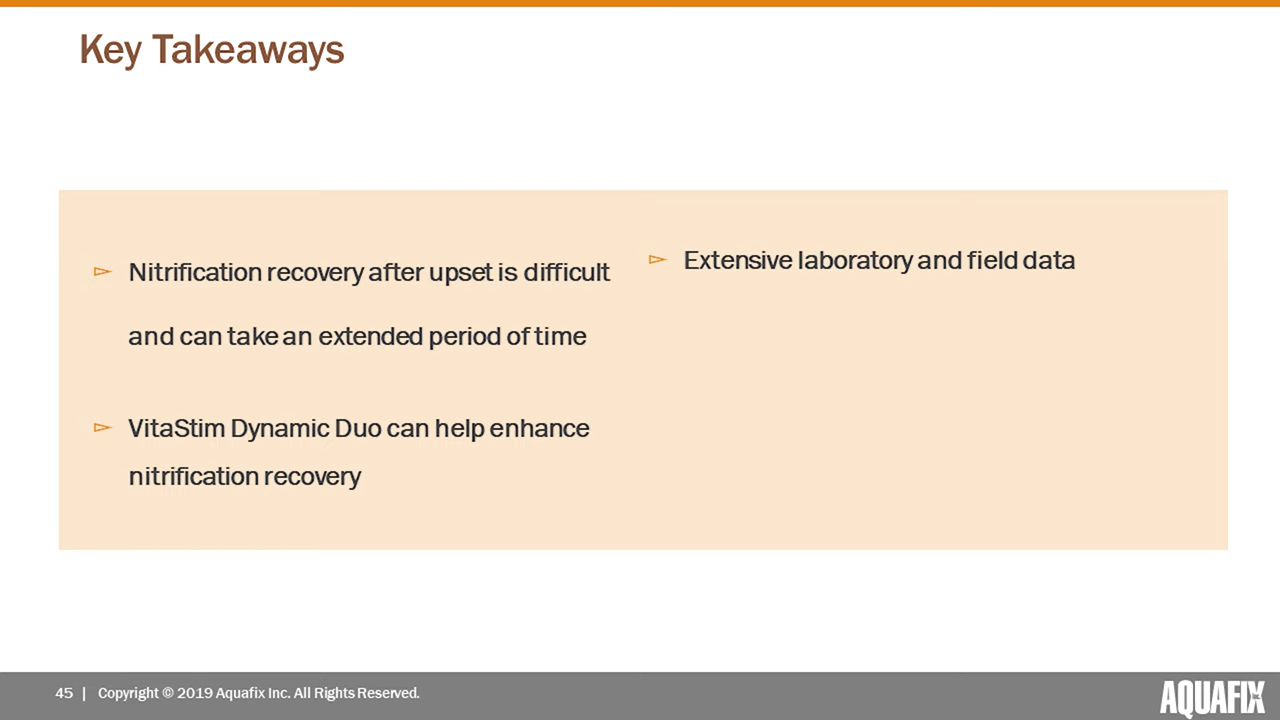 Key Takeaways
Nitrification recovery after upset is difficult
and can take an extended period of time
VitaStim Dynamic Duo can help enhance
nitrification recovery
Extensive laboratory and field data
45 | Copyright © 2019 Aquafix Inc. All Rights Reserved.
AQUAFIX